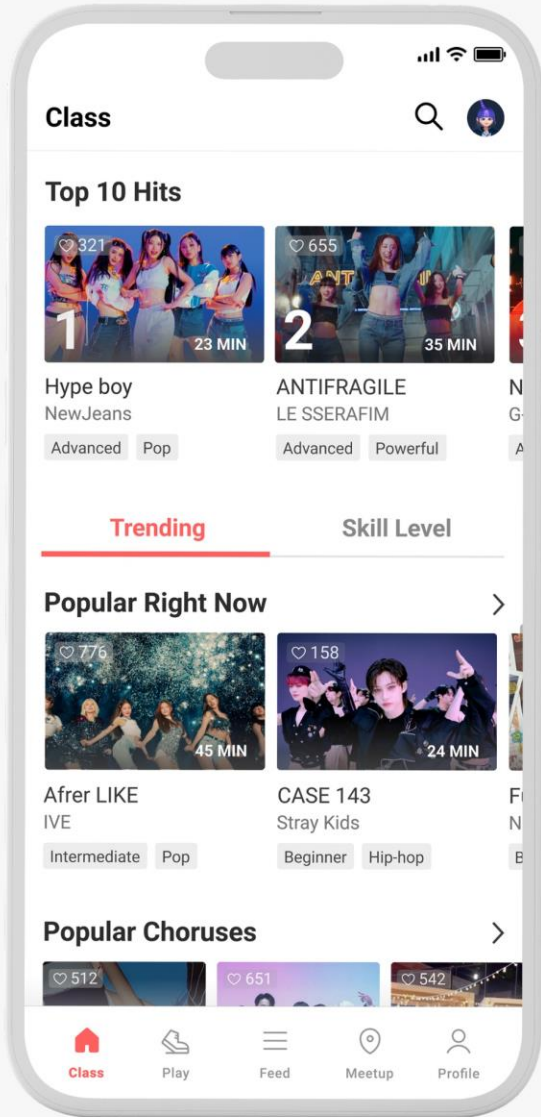 Class
Top 10 Hits
321
655
1
23 MIN
2
35 MIN
Hype boy
ANTIFRAGILE
N
NewJeans
LE SSERAFIM
G-
Advanced Pop
Advanced Powerful
A
Trending
Skill Level
Popular Right Now
776
158
45 MIN
24 MIN
Afrer LIKE
CASE 143
IVE
Stray Kids
N
Intermediate Pop
Beginner Hip-hop
Popular Choruses
512
651
542
Class
Play
Feed
Meetup
Profile